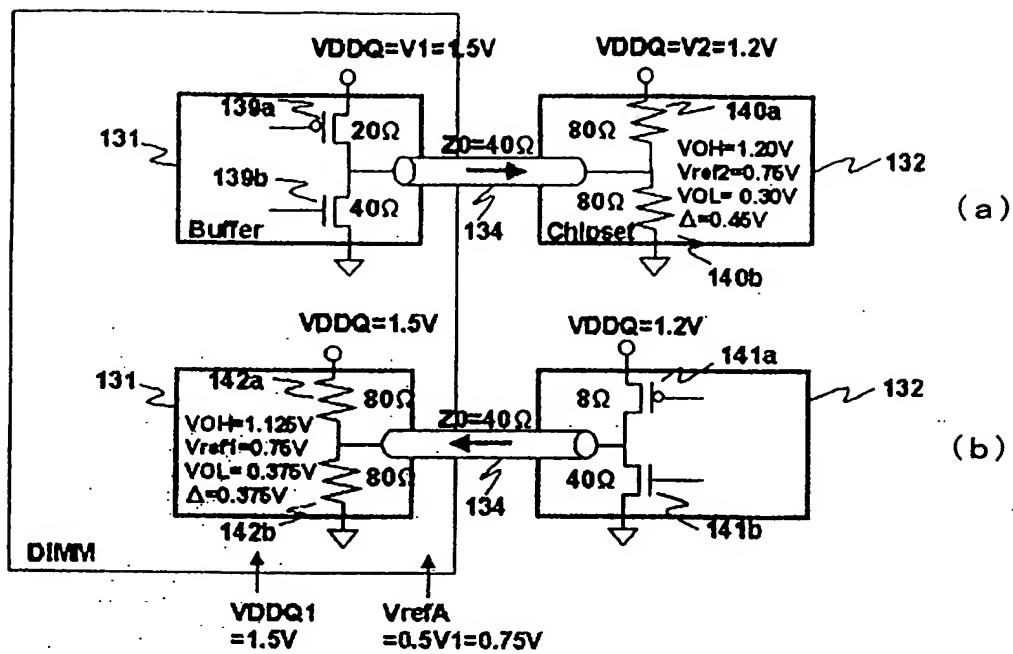 VDDQ=V1=1.5V
VDDQ=V2=1.2V
139a
140a
131
20Ω
Z0=40Ω
80Ω
VOH=1.20V
Vref2=0.75V
VOL= 0.30V
Δ=0.45V
132
139b
40Ω
80Ω
(a)
Buffer
134
Chipset
140b
VDDQ=1.5V
VDDQ=1.2V
141a
131
142a
80Ω
8Ω
132
Z0=40Ω
VOH=1.125V
Vref1=0.75V
VOL= 0.375V
Δ=0.375V
80Ω
40Ω
(b)
134
142b
141b
DIMM
VDDQ1
=1.5V
VrefA
=0.5V1=0.75V